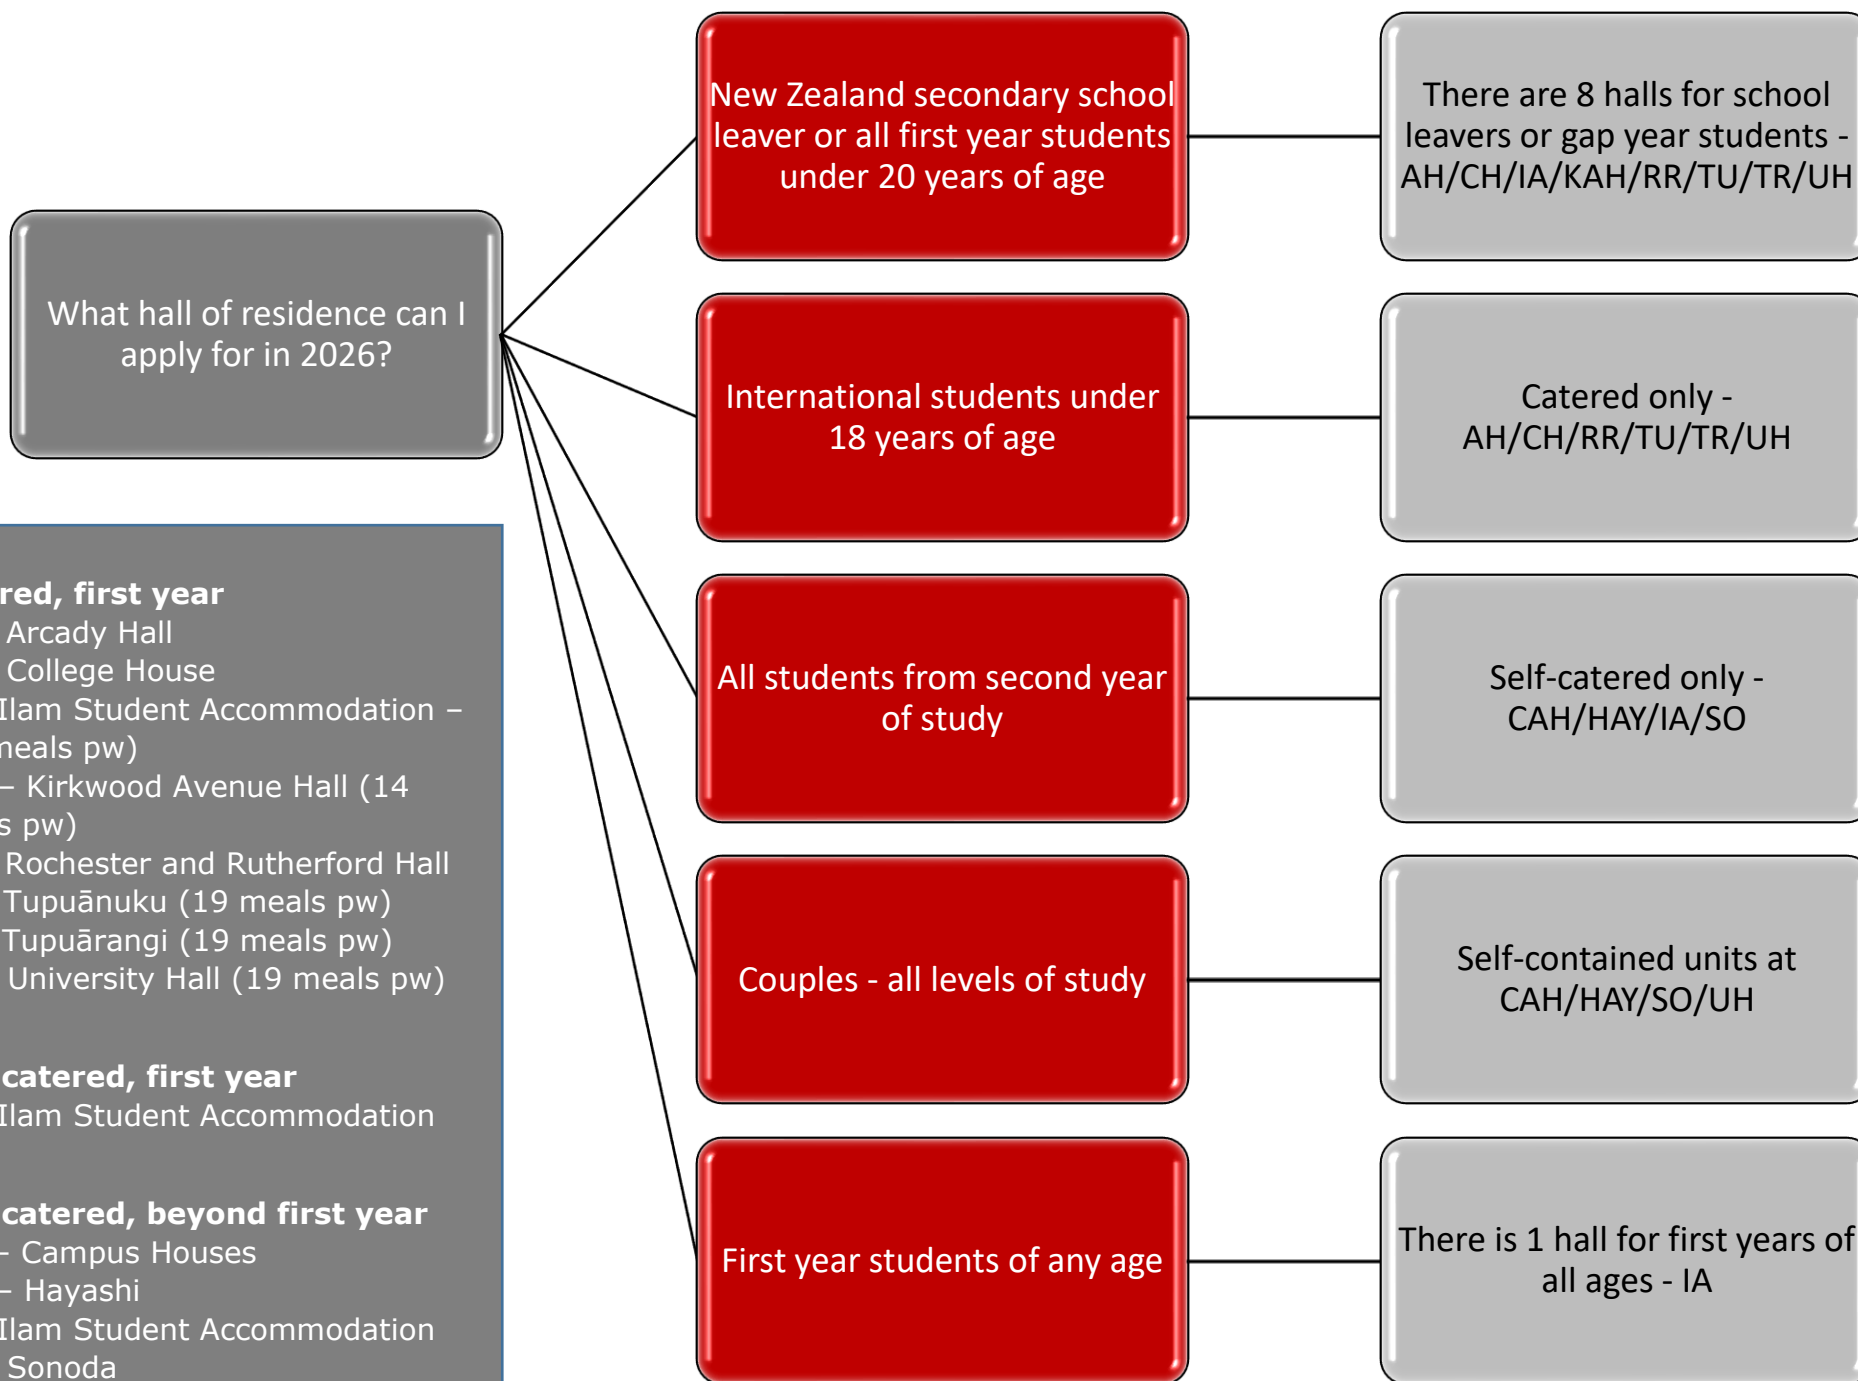 What hall of residence can I
apply for in 2026?
New Zealand secondary school
leaver or all first year students
under 20 years of age
There are 8 halls for school
leavers or gap year students -
AH/CH/IA/KAH/RR/TU/TR/UH
International students under
18 years of age
Catered only -
AH/CH/RR/TU/TR/UH
All students from second year
of study
Self-catered only -
CAH/HAY/IA/SO
Couples - all levels of study
Self-contained units at
CAH/HAY/SO/UH
First year students of any age
There is 1 hall for first years of
all ages - IA
red, first year
Arcady Hall
College House
Ilam Student Accommodation –
meals pw)
– Kirkwood Avenue Hall (14
s pw)
Rochester and Rutherford Hall
Tupuānuku (19 meals pw)
Tupuārangi (19 meals pw)
University Hall (19 meals pw)
catered, first year
Ilam Student Accommodation
catered, beyond first year
– Campus Houses
– Hayashi
Ilam Student Accommodation
Sonoda